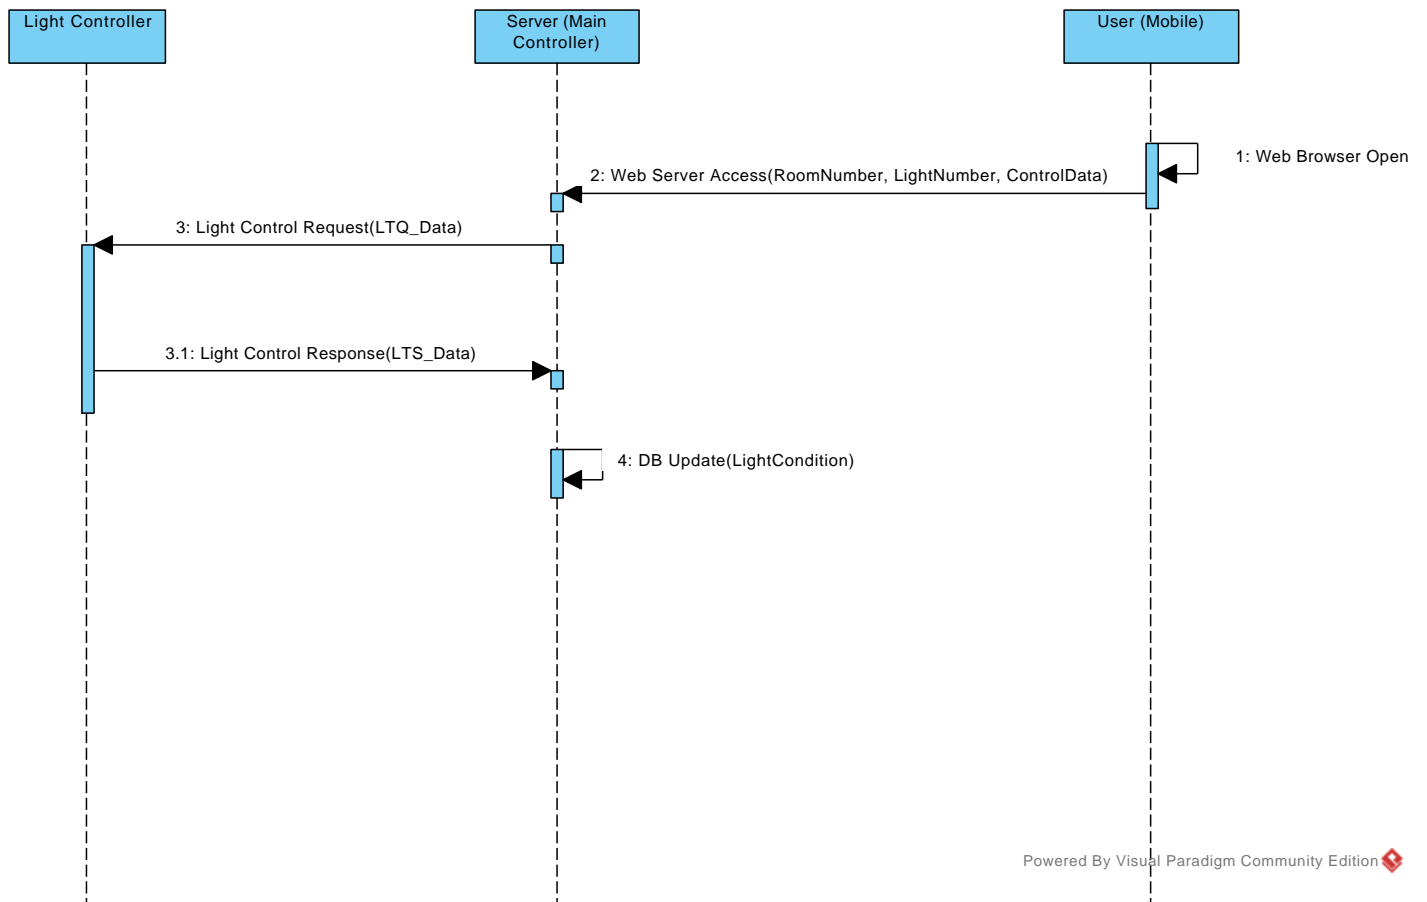 Light Controller
Server (Main
Controller)
User (Mobile)
1: Web Browser Open
2: Web Server Access(RoomNumber, LightNumber, ControlData)
3: Light Control Request(LTQ_Data)
3.1: Light Control Response(LTS_Data)
4: DB Update(LightCondition)
Powered By Visual Paradigm Community Edition